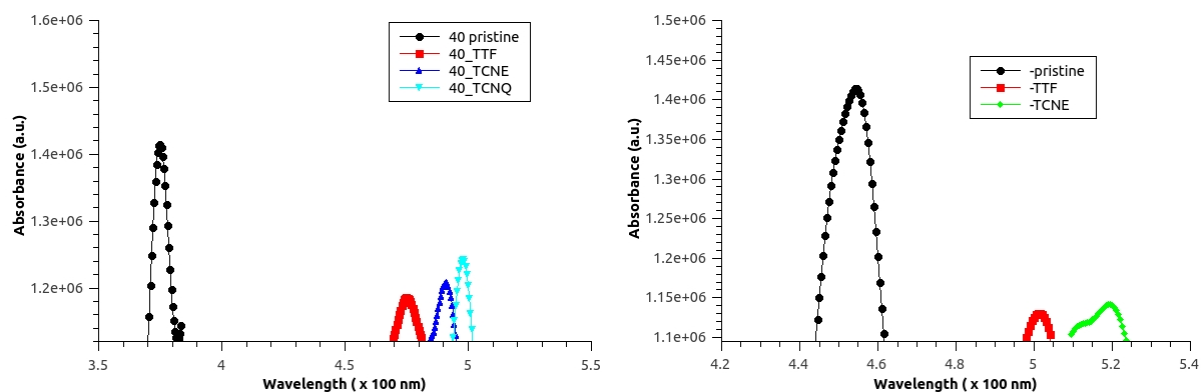 1.6e+06
1.5e+06
1.4e+06
1.3e+06
1.2e+06
Absorbance (a.u.)
40 pristine
40_TTF
40_TCNE
40_TCNQ
3.5 4 4.5 5 5.5
Wavelength ( x 100 nm)
1.5e+06
1.45e+06
1.4e+06
1.35e+06
1.3e+06
1.25e+06
1.2e+06
1.15e+06
1.1e+06
Absorbance (a.u.)
-pristine
-TTF
-TCNE
4.2 4.4 4.6 4.8 5 5.2 5.4
Wavelength ( x 100 nm)